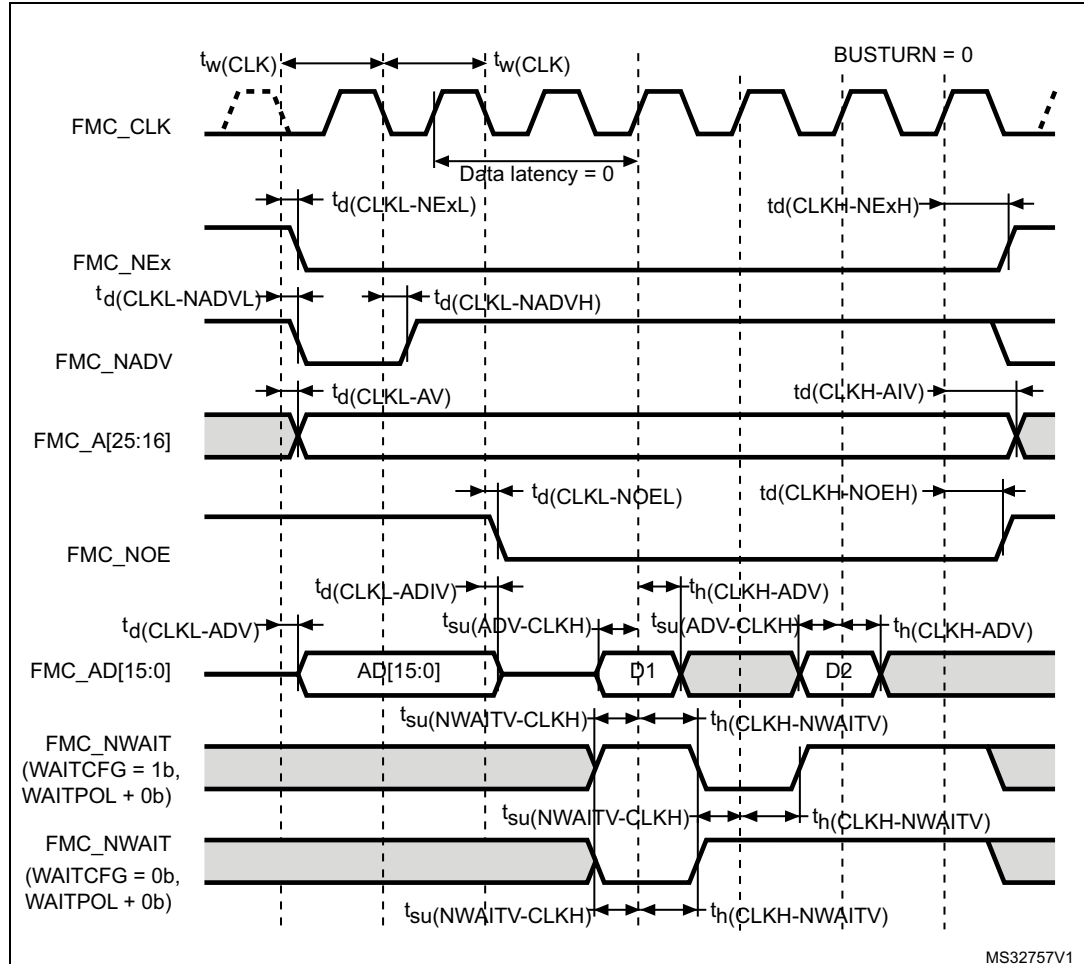 tw(CLK) tw(CLK) BUSTURN = 0
FMC_CLK
Data latency = 0
td(CLKL-NExL) td(CLKH-NExH)
FMC_NEx
td(CLKL-NADVL) td(CLKL-NADVH)
FMC_NADV
td(CLKL-AV) td(CLKH-AIV)
FMC_A[25:16]
td(CLKL-NOEL) td(CLKH-NOEH)
FMC_NOE
td(CLKL-ADIV) th(CLKH-ADV)
td(CLKL-ADV) tsu(ADV-CLKH) tsu(ADV-CLKH) th(CLKH-ADV)
FMC_AD[15:0] AD[15:0] D1 D2
tsu(NWAITV-CLKH) th(CLKH-NWAITV)
FMC_NWAIT
(WAITCFG = 1b,
WAITPOL + 0b)
tsu(NWAITV-CLKH) th(CLKH-NWAITV)
FMC_NWAIT
(WAITCFG = 0b,
WAITPOL + 0b)
tsu(NWAITV-CLKH) th(CLKH-NWAITV)
MS32757V1